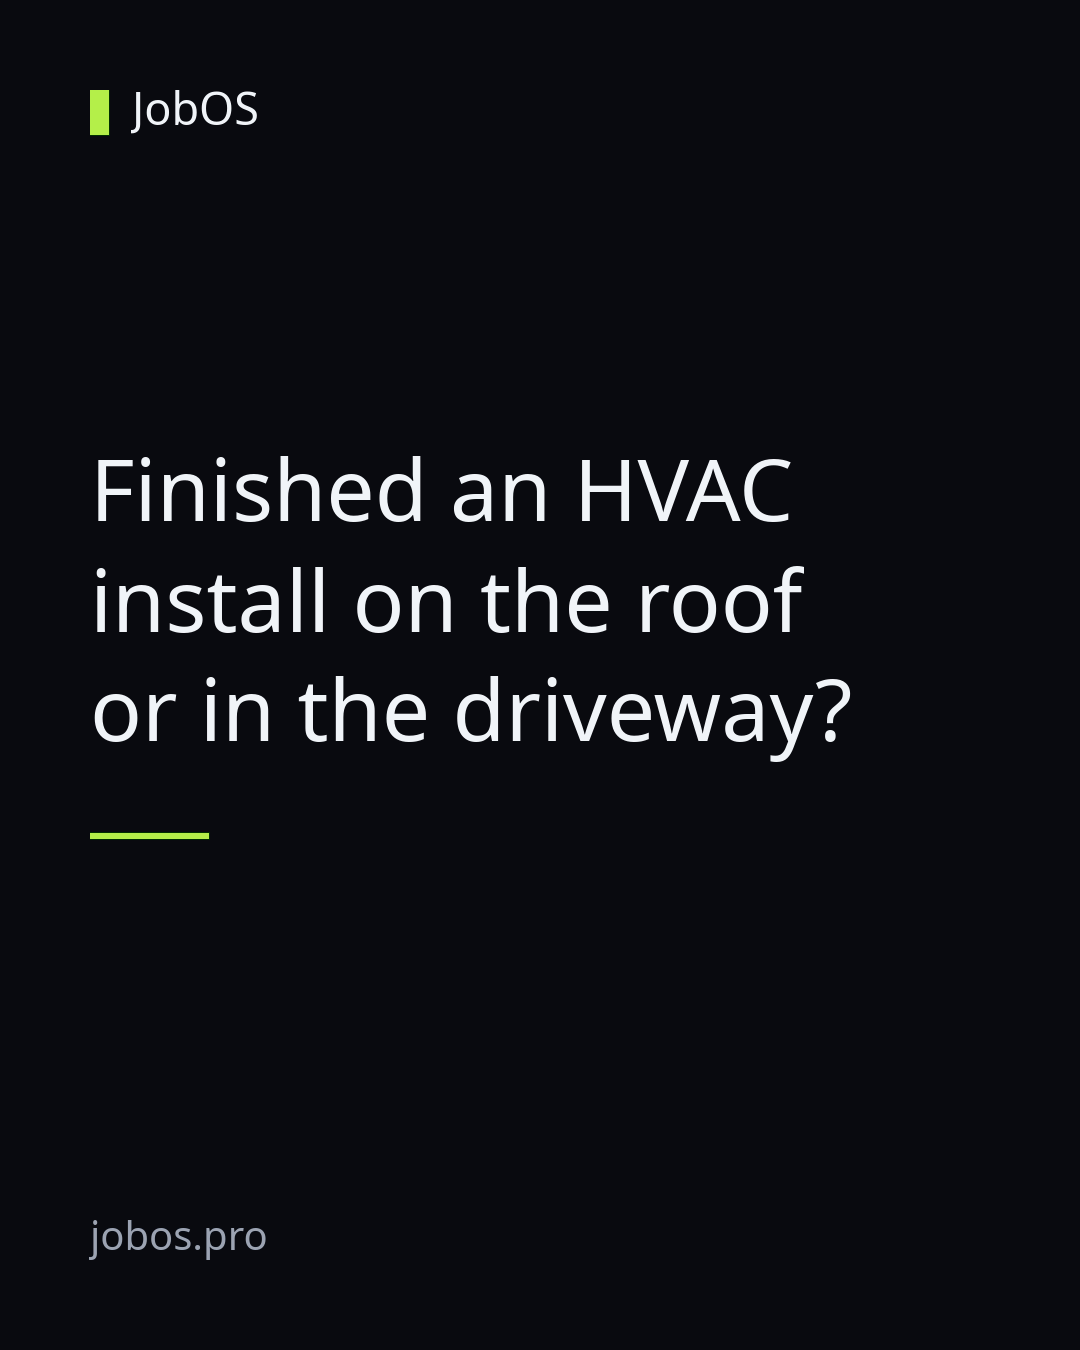 JobOS
Finished an HVAC
install on the roof
or in the driveway?
jobos.pro